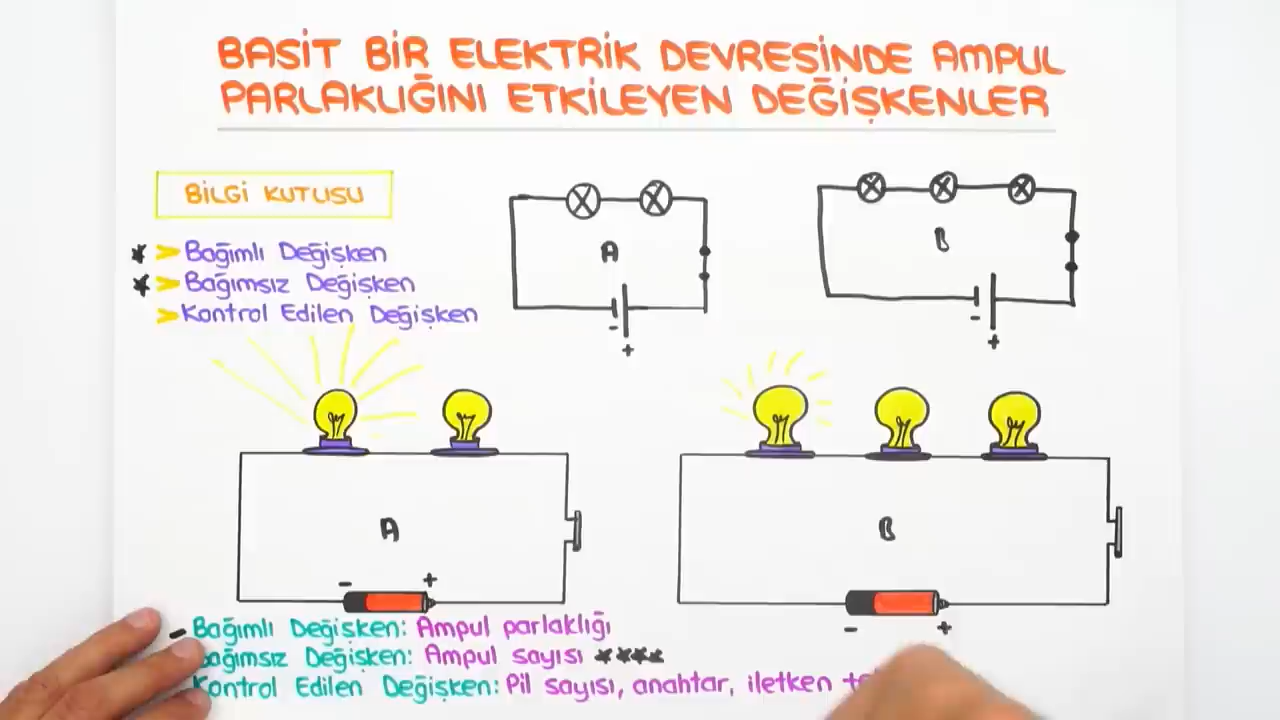 BASİT BİR ELEKTRİK DEVRESİNDE AMPUL
PARLAKLIĞINI ETKİLEYEN DEĞİŞKENLER
BİLGİ KUTUSU
* > Bağımlı Değişken
* > Bağımsız Değişken
> Kontrol Edilen Değişken
A
- +
B
- +
A
- +
B
- +
- Bağımlı Değişken: Ampul parlaklığı
Bağımsız Değişken: Ampul sayısı ****
Kontrol Edilen Değişken: Pil sayısı, anahtar, iletken